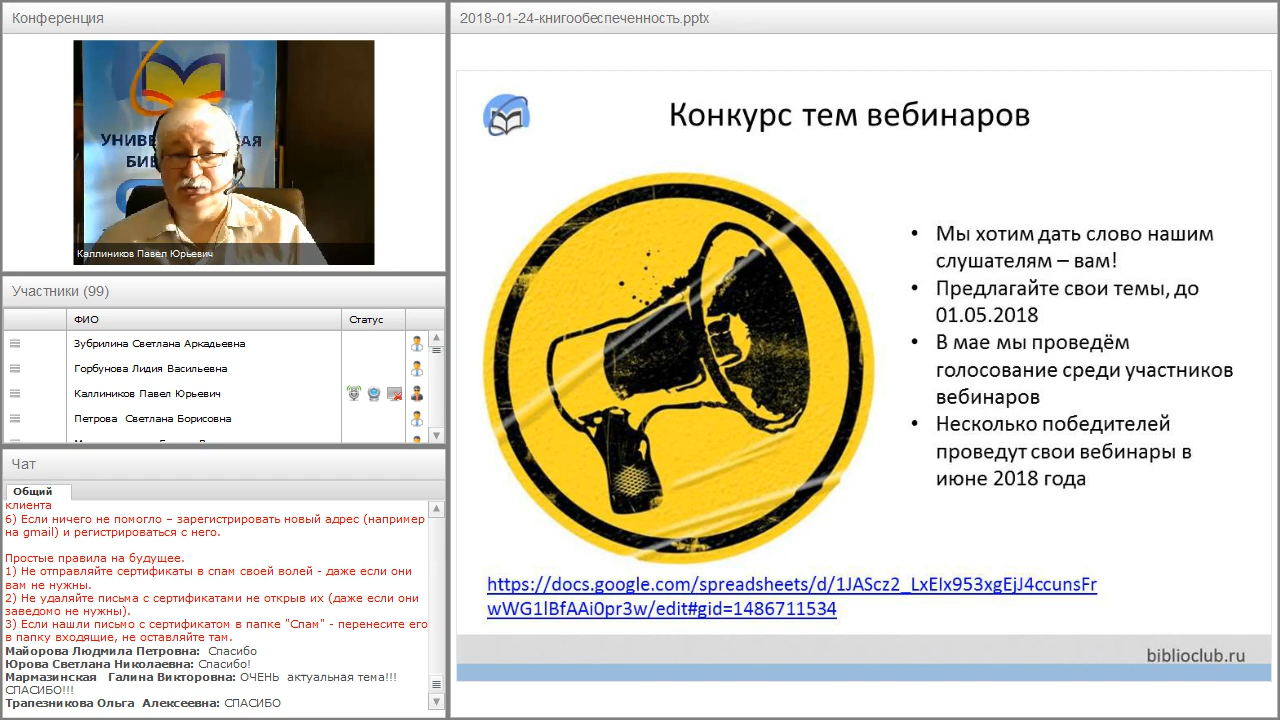 Конференция
УНИВЕ
СКАЯ
БИБ
Каллиников Павел Юрьевич
Участники (99)
ФИО
Статус
Зубрилина Светлана Аркадьевна
Горбунова Лидия Васильевна
Каллиников Павел Юрьевич
Петрова Светлана Борисовна
Чат
Общий
клиента
6) Если ничего не помогло – зарегистрировать новый адрес (например
на gmail) и регистрироваться с него.
Простые правила на будущее.
1) Не отправляйте сертификаты в спам своей волей - даже если они
вам не нужны.
2) Не удаляйте письма с сертификатами не открыв их (даже если они
заведомо не нужны).
3) Если нашли письмо с сертификатом в папке "Спам" - перенесите его
в папку входящие, не оставляйте там.
Майорова Людмила Петровна: Спасибо
Юрова Светлана Николаевна: Спасибо!
Мармазинская Галина Викторовна: ОЧЕНЬ актуальная тема!!!
СПАСИБО!!!
Трапезникова Ольга Алексеевна: СПАСИБО
2018-01-24-книгообеспеченность.pptx
Конкурс тем вебинаров
• Мы хотим дать слово нашим
слушателям – вам!
• Предлагайте свои темы, до
01.05.2018
• В мае мы проведём
голосование среди участников
вебинаров
• Несколько победителей
проведут свои вебинары в
июне 2018 года
https://docs.google.com/spreadsheets/d/1JAScz2_LxEIx953xgEjJ4ccunsFr
wWG1lBfAAi0pr3w/edit#gid=1486711534
biblioclub.ru